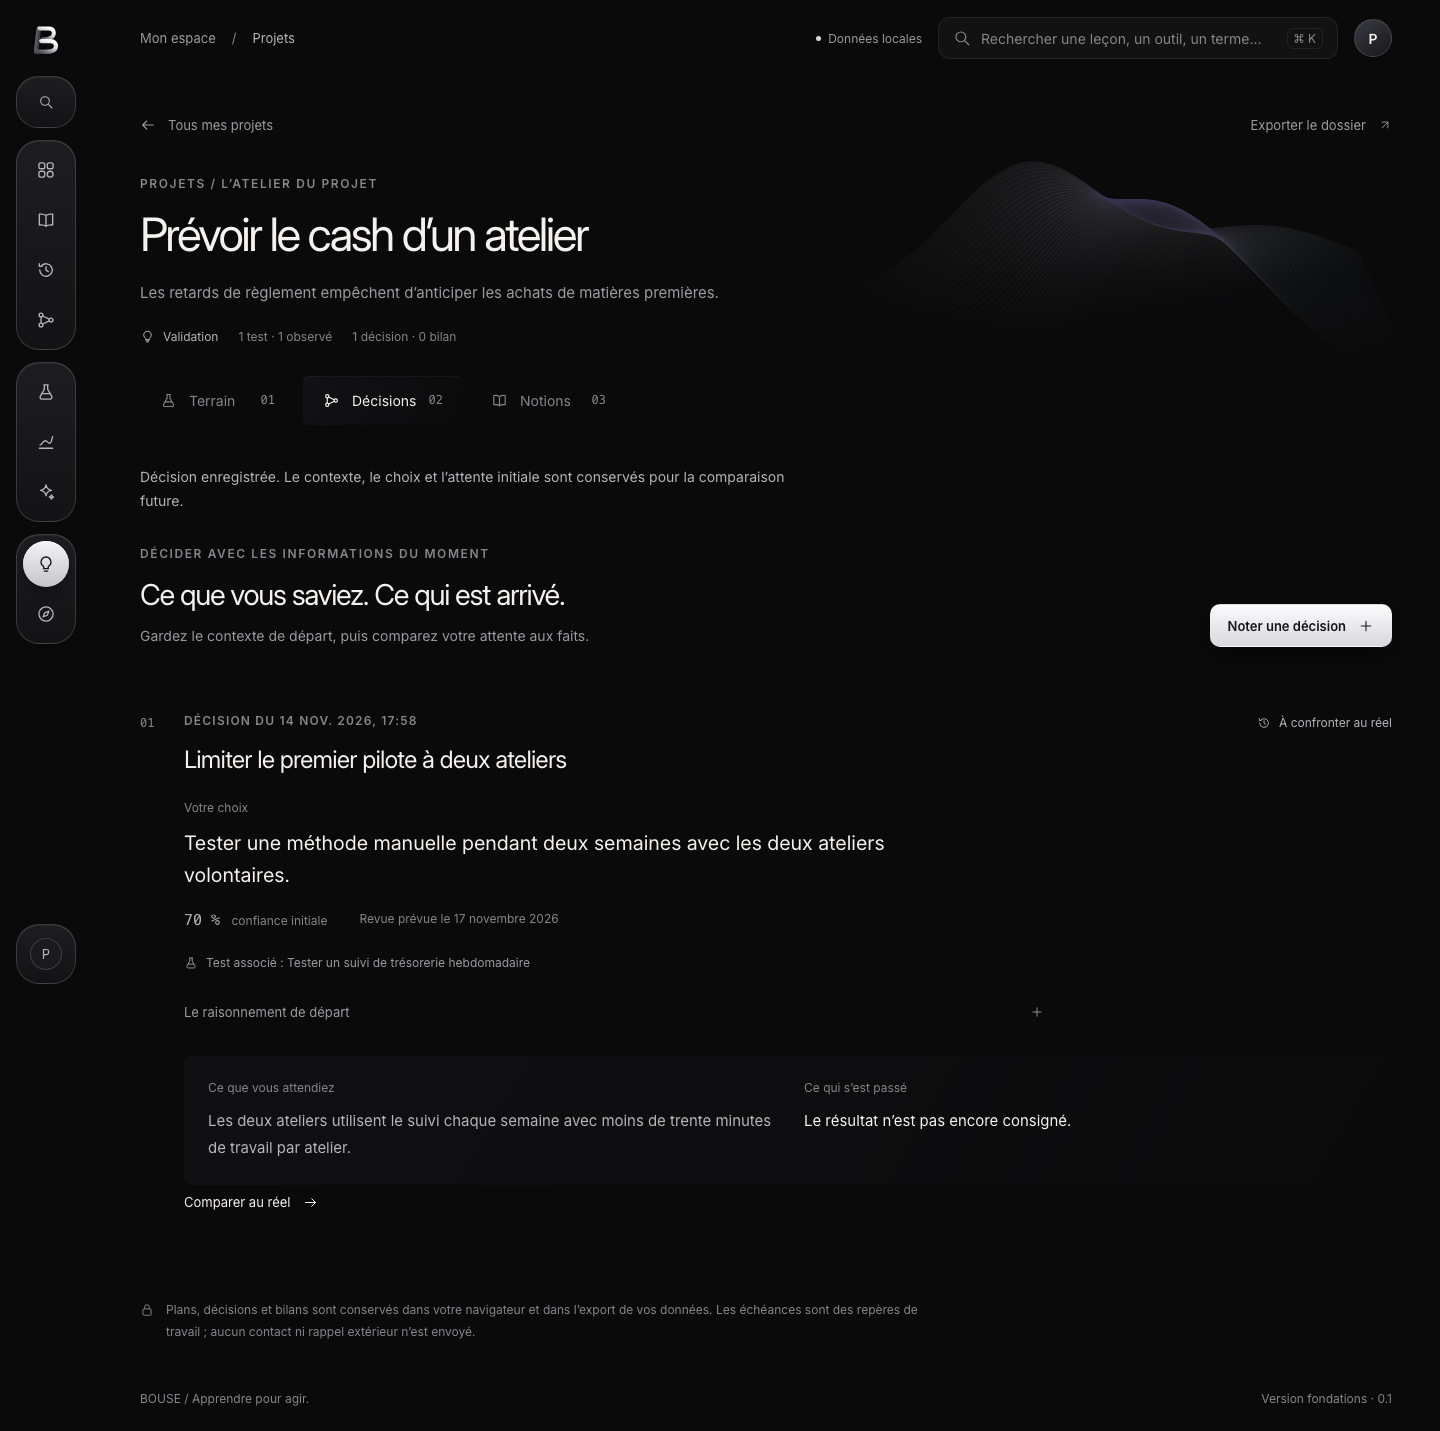 B
Mon espace / Projets
Données locales
Rechercher une leçon, un outil, un terme...
⌘ K
P
Tous mes projets
Exporter le dossier
PROJETS / L’ATELIER DU PROJET
Prévoir le cash d’un atelier
Les retards de règlement empêchent d’anticiper les achats de matières premières.
Validation 1 test · 1 observé 1 décision · 0 bilan
Terrain 01 Décisions 02 Notions 03
Décision enregistrée. Le contexte, le choix et l’attente initiale sont conservés pour la comparaison
future.
DÉCIDER AVEC LES INFORMATIONS DU MOMENT
Ce que vous saviez. Ce qui est arrivé.
Gardez le contexte de départ, puis comparez votre attente aux faits.
Noter une décision
01 DÉCISION DU 14 NOV. 2026, 17:58
À confronter au réel
Limiter le premier pilote à deux ateliers
Votre choix
Tester une méthode manuelle pendant deux semaines avec les deux ateliers
volontaires.
70 % confiance initiale Revue prévue le 17 novembre 2026
P
Test associé : Tester un suivi de trésorerie hebdomadaire
Le raisonnement de départ
Ce que vous attendiez
Les deux ateliers utilisent le suivi chaque semaine avec moins de trente minutes
de travail par atelier.
Ce qui s’est passé
Le résultat n’est pas encore consigné.
Comparer au réel
Plans, décisions et bilans sont conservés dans votre navigateur et dans l’export de vos données. Les échéances sont des repères de
travail ; aucun contact ni rappel extérieur n’est envoyé.
BOUSE / Apprendre pour agir.
Version fondations · 0.1